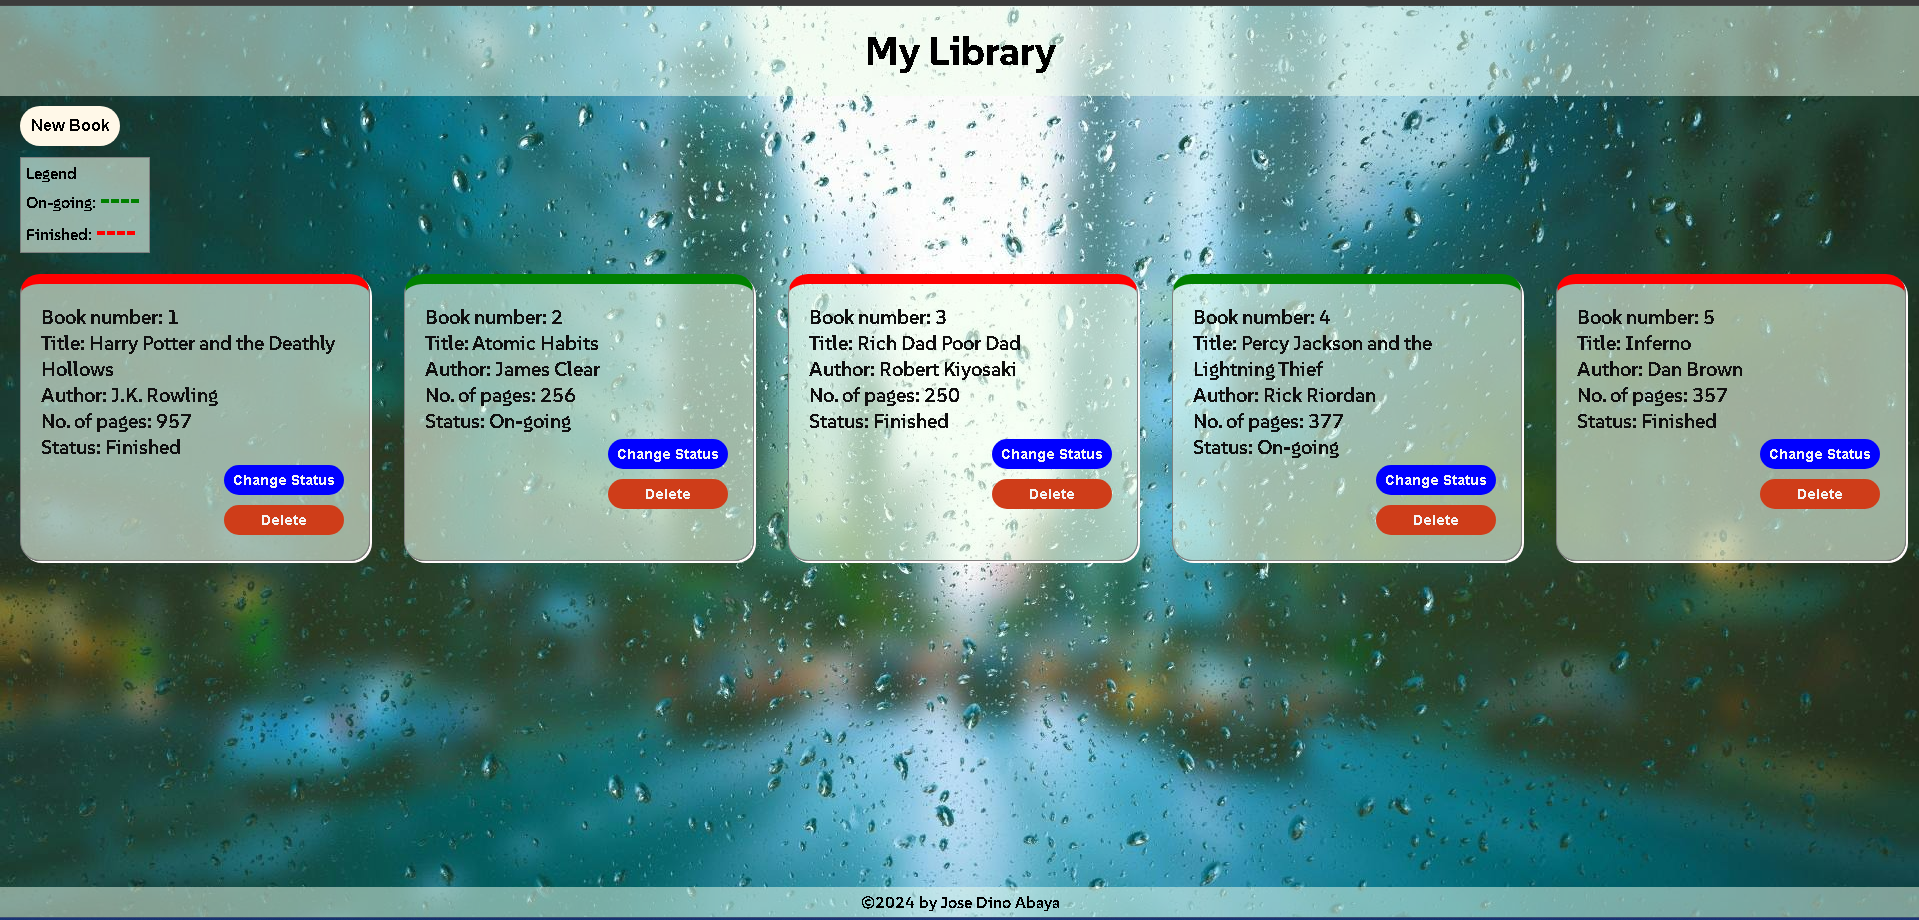 My Library
New Book
Legend
On-going:
Finished:
Book number: 1
Title: Harry Potter and the Deathly
Hollows
Author: J.K. Rowling
No. of pages: 957
Status: Finished
Change Status
Delete
Book number: 2
Title: Atomic Habits
Author: James Clear
No. of pages: 256
Status: On-going
Change Status
Delete
Book number: 3
Title: Rich Dad Poor Dad
Author: Robert Kiyosaki
No. of pages: 250
Status: Finished
Change Status
Delete
Book number: 4
Title: Percy Jackson and the
Lightning Thief
Author: Rick Riordan
No. of pages: 377
Status: On-going
Change Status
Delete
Book number: 5
Title: Inferno
Author: Dan Brown
No. of pages: 357
Status: Finished
Change Status
Delete
©2024 by Jose Dino Abaya